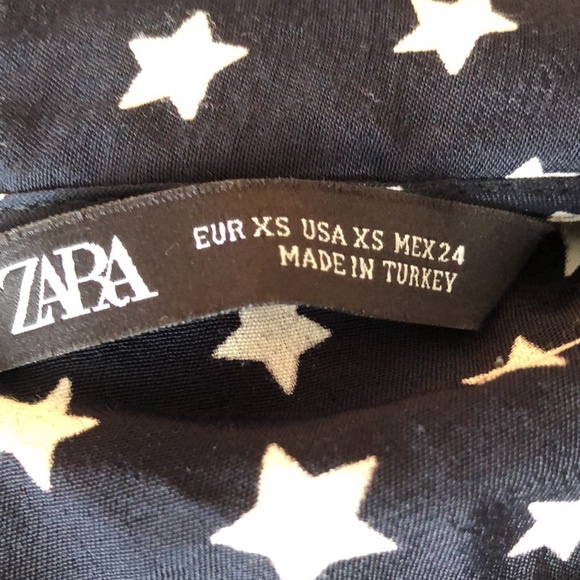 ZARA
EUR XS USA XS MEX 24
MADE IN TURKEY